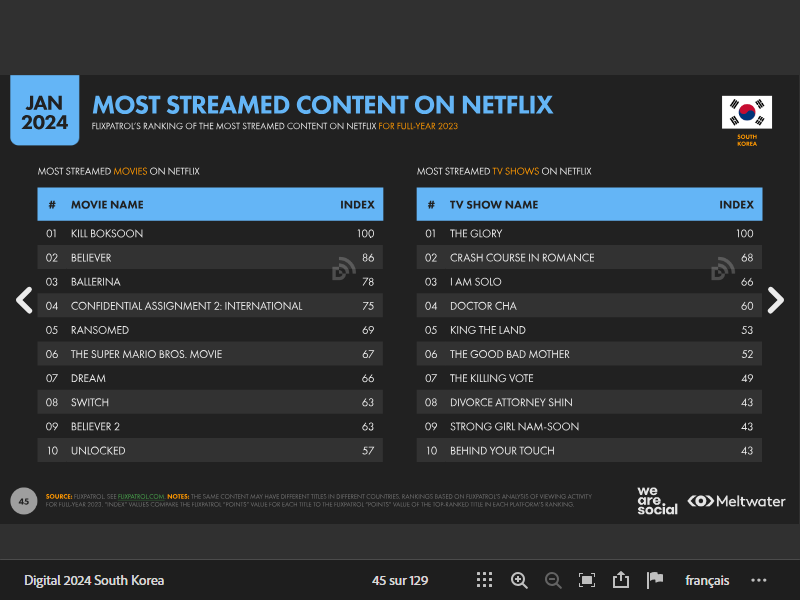 JAN
2024
MOST STREAMED CONTENT ON NETFLIX
FLIXPATROL'S RANKING OF THE MOST STREAMED CONTENT ON NETFLIX FOR FULL-YEAR 2023
SOUTH
KOREA
MOST STREAMED MOVIES ON NETFLIX
# MOVIE NAME INDEX
01 KILL BOKSOON 100
02 BELIEVER 86
03 BALLERINA 78
04 CONFIDENTIAL ASSIGNMENT 2: INTERNATIONAL 75
05 RANSOMED 69
06 THE SUPER MARIO BROS. MOVIE 67
07 DREAM 66
08 SWITCH 63
09 BELIEVER 2 63
10 UNLOCKED 57
MOST STREAMED TV SHOWS ON NETFLIX
# TV SHOW NAME INDEX
01 THE GLORY 100
02 CRASH COURSE IN ROMANCE 68
03 I AM SOLO 66
04 DOCTOR CHA 60
05 KING THE LAND 53
06 THE GOOD BAD MOTHER 52
07 THE KILLING VOTE 49
08 DIVORCE ATTORNEY SHIN 43
09 STRONG GIRL NAM-SOON 43
10 BEHIND YOUR TOUCH 43
45
SOURCE: FLIXPATROL. SEE FLIXPATROL.COM. NOTES: THE SAME CONTENT MAY HAVE DIFFERENT TITLES IN DIFFERENT COUNTRIES. RANKINGS BASED ON FLIXPATROL'S ANALYSIS OF VIEWING ACTIVITY
FOR FULL-YEAR 2023. "INDEX" VALUES COMPARE THE FLIXPATROL "POINTS" VALUE FOR EACH TITLE TO THE FLIXPATROL "POINTS" VALUE OF THE TOP-RANKED TITLE IN EACH PLATFORM'S RANKING.
we
are
social
Meltwater
Digital 2024 South Korea
45 sur 129
français